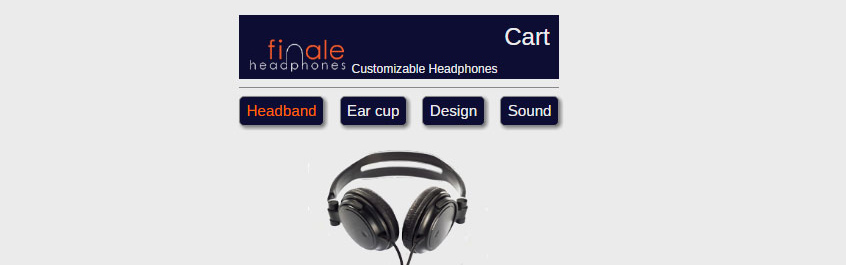 Cart
finale
headphones Customizable Headphones
Headband Ear cup Design Sound